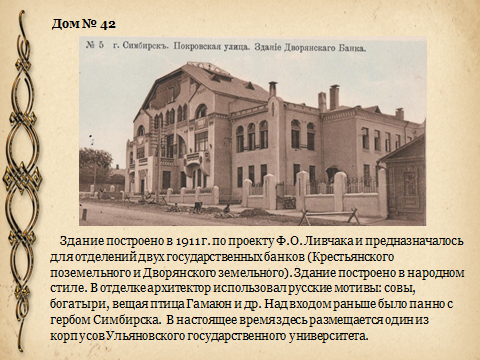 Дом № 42
№ 5 г. Симбирскъ. Покровская улица. Зданіе Дворянскаго Банка.
Здание построено в 1911г. по проекту Ф.О. Ливчака и предназначалось
для отделений двух государственных банков (Крестьянского
поземельного и Дворянского земельного). Здание построено в народном
стиле. В отделке архитектор использовал русские мотивы: совы,
богатыри, вещая птица Гамаюн и др. Над входом раньше было панно с
гербом Симбирска. В настоящее время здесь размещается один из
корпусов Ульяновского государственного университета.